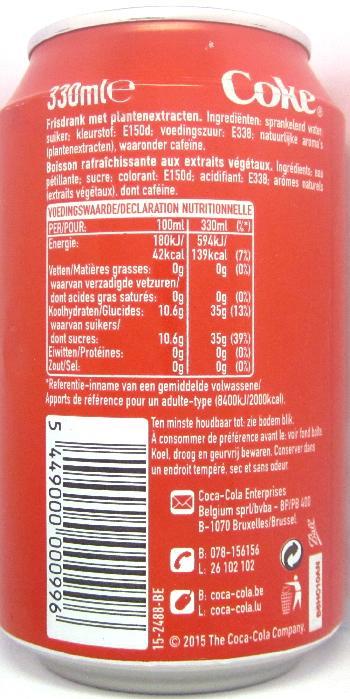 330ml e
Coke®
Frisdrank met plantenextracten. Ingrediënten: sprankelend water;
suiker; kleurstof: E150d; voedingszuur: E338; natuurlijke aroma's
(plantenextracten), waaronder cafeïne.
Boisson rafraîchissante aux extraits végétaux. Ingrédients: eau
pétillante; sucre; colorant: E150d; acidifiant: E338; arômes naturels
(extraits végétaux), dont caféine.
VOEDINGSWAARDE/DECLARATION NUTRITIONNELLE
PER/POUR: 100ml 330ml (%*)
Energie: 180kJ/ 594kJ/
42kcal 139kcal (7%)
Vetten/Matières grasses: 0g 0g (0%)
waarvan verzadigde vetzuren/
dont acides gras saturés: 0g 0g (0%)
Koolhydraten/Glucides: 10.6g 35g (13%)
waarvan suikers/
dont sucres: 10.6g 35g (39%)
Eiwitten/Protéines: 0g 0g (0%)
Zout/Sel: 0g 0g (0%)
*Referentie-inname van een gemiddelde volwassene/
Apports de référence pour un adulte-type (8400kJ/2000kcal).
Ten minste houdbaar tot: zie bodem blik.
A consommer de préférence avant le: voir fond boîte.
Koel, droog en geurvrij bewaren. Conserver dans
un endroit tempéré, sec et sans odeur.
Coca-Cola Enterprises
Belgium sprl/bvba - BP/PB 400
B-1070 Bruxelles/Brussel
B: 078-156156
L: 26 102 102
B: coca-cola.be
L: coca-cola.lu
© 2015 The Coca-Cola Company.
5 449000 000996
15-2488-BE